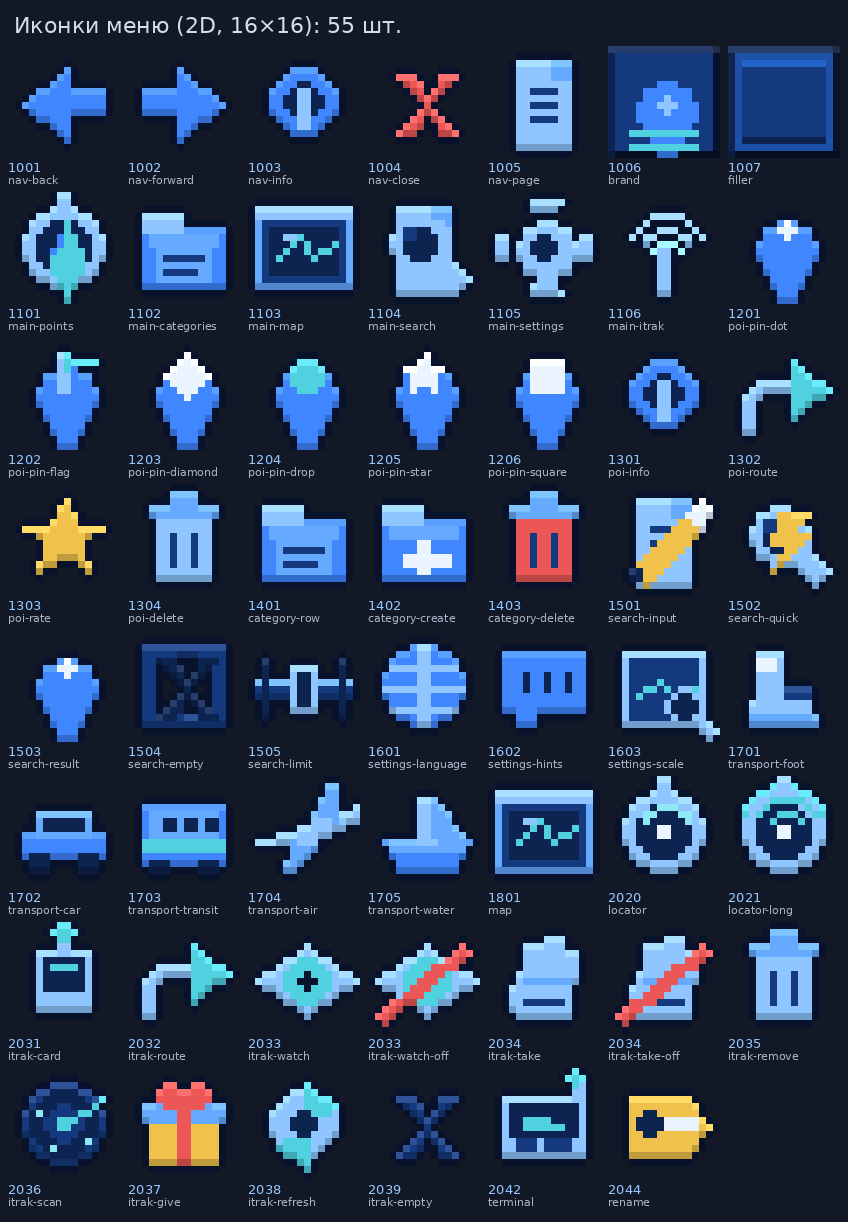 Иконки меню (2D, 16×16): 55 шт.
1001 1002 1003 1004 1005 1006 1007
nav-back nav-forward nav-info nav-close nav-page brand filler
1101 1102 1103 1104 1105 1106 1201
main-points main-categories main-map main-search main-settings main-itrak poi-pin-dot
1202 1203 1204 1205 1206 1301 1302
poi-pin-flag poi-pin-diamond poi-pin-drop poi-pin-star poi-pin-square poi-info poi-route
1303 1304 1401 1402 1403 1501 1502
poi-rate poi-delete category-row category-create category-delete search-input search-quick
1503 1504 1505 1601 1602 1603 1701
search-result search-empty search-limit settings-language settings-hints settings-scale transport-foot
1702 1703 1704 1705 1801 2020 2021
transport-car transport-transit transport-air transport-water map locator locator-long
2031 2032 2033 2033 2034 2034 2035
itrak-card itrak-route itrak-watch itrak-watch-off itrak-take itrak-take-off itrak-remove
2036 2037 2038 2039 2042 2044
itrak-scan itrak-give itrak-refresh itrak-empty terminal rename